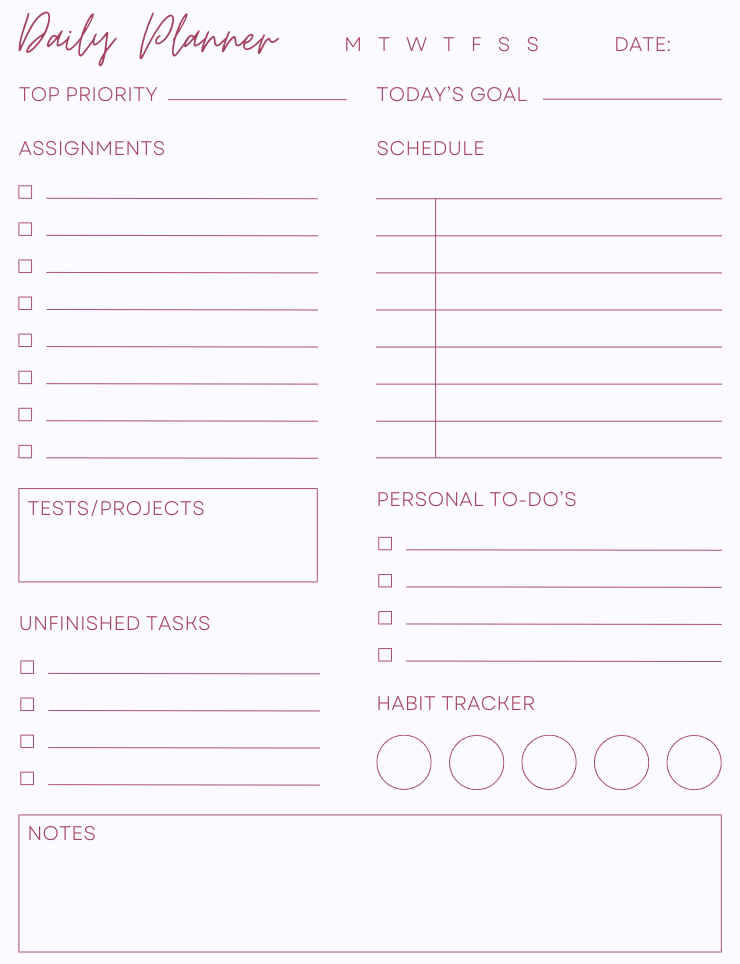 Daily Planner M T W T F S S DATE:
TOP PRIORITY TODAY'S GOAL
ASSIGNMENTS
SCHEDULE
TESTS/PROJECTS
PERSONAL TO-DO'S
UNFINISHED TASKS
HABIT TRACKER
NOTES